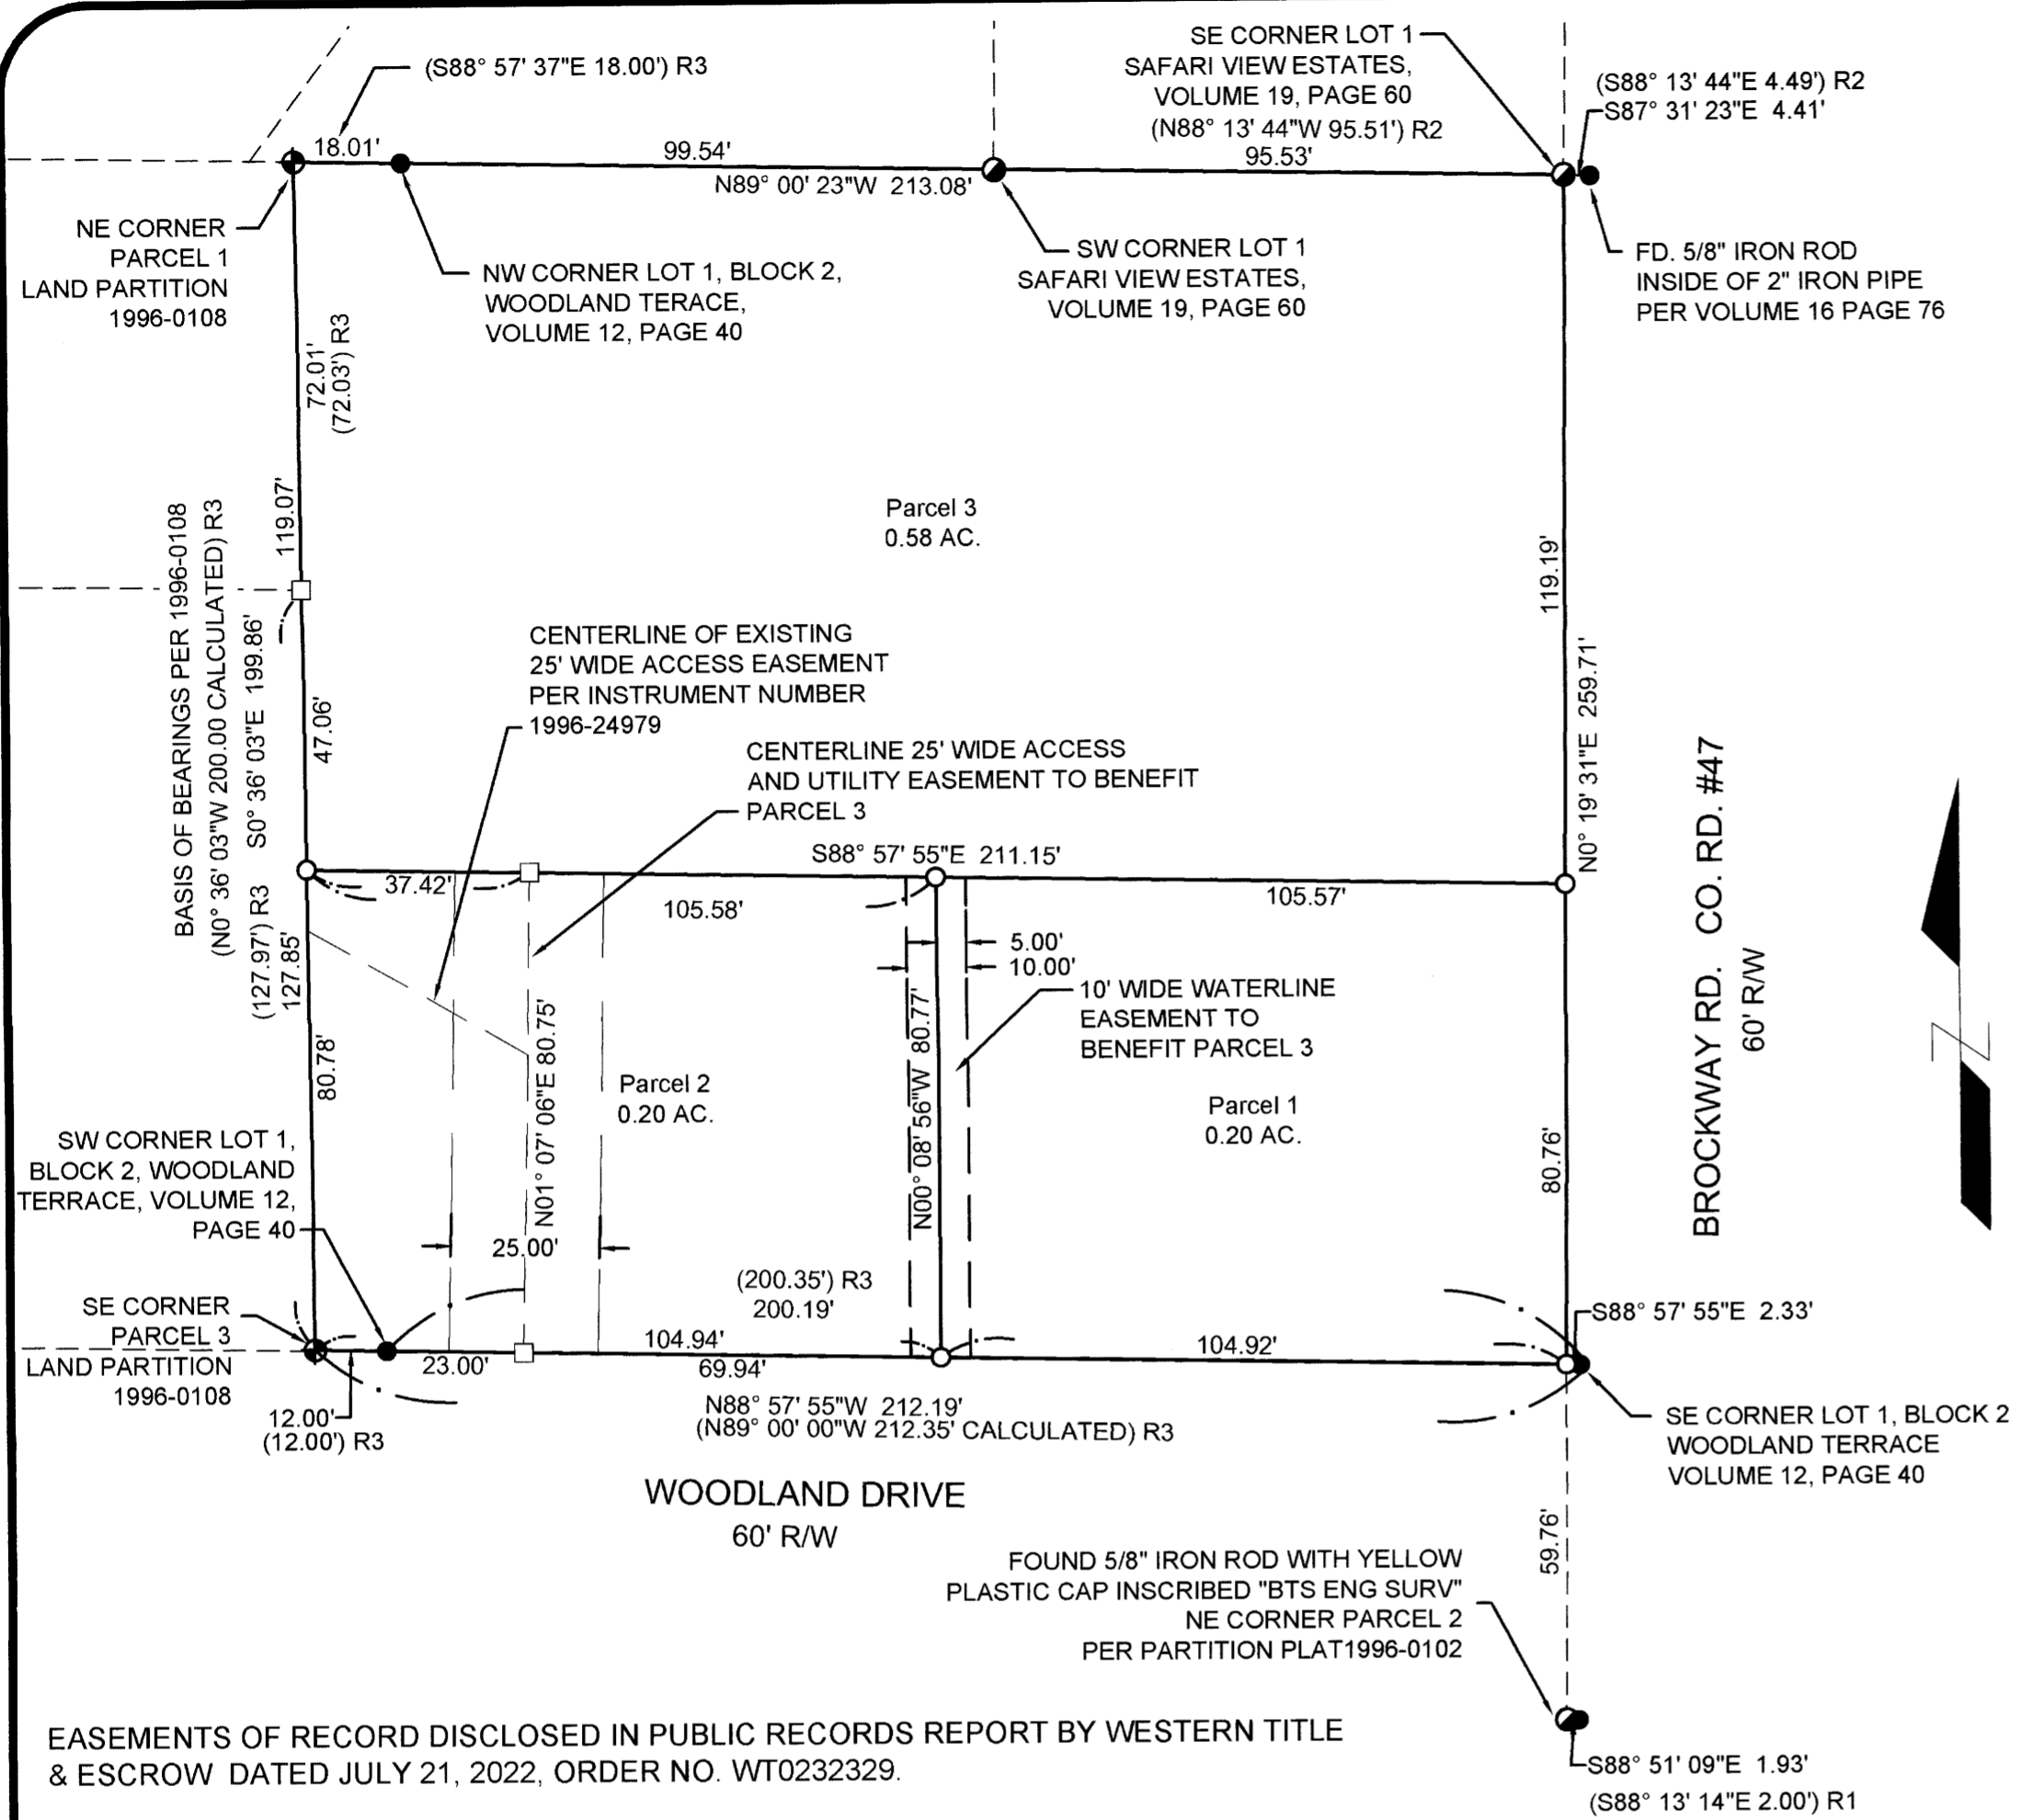 (S88° 57' 37"E 18.00') R3
SE CORNER LOT 1
SAFARI VIEW ESTATES,
VOLUME 19, PAGE 60
(N88° 13' 44"W 95.51') R2
(S88° 13' 44"E 4.49') R2
S87° 31' 23"E 4.41'
18.01'
99.54'
95.53'
N89° 00' 23"W 213.08'
NE CORNER
PARCEL 1
LAND PARTITION
1996-0108
NW CORNER LOT 1, BLOCK 2,
WOODLAND TERACE,
VOLUME 12, PAGE 40
SW CORNER LOT 1
SAFARI VIEW ESTATES,
VOLUME 19, PAGE 60
FD. 5/8" IRON ROD
INSIDE OF 2" IRON PIPE
PER VOLUME 16 PAGE 76
72.01'
(72.03') R3
119.07'
Parcel 3
0.58 AC.
119.19'
BASIS OF BEARINGS PER 1996-0108
(N0° 36' 03"W 200.00 CALCULATED) R3
S0° 36' 03"E 199.86'
(127.97') R3
127.85'
47.06'
CENTERLINE OF EXISTING
25' WIDE ACCESS EASEMENT
PER INSTRUMENT NUMBER
1996-24979
CENTERLINE 25' WIDE ACCESS
AND UTILITY EASEMENT TO BENEFIT
PARCEL 3
N0° 19' 31"E 259.71'
BROCKWAY RD. CO. RD. #47
60' R/W
N
S88° 57' 55"E 211.15'
37.42'
105.58'
105.57'
5.00'
10.00'
10' WIDE WATERLINE
EASEMENT TO
BENEFIT PARCEL 3
80.78'
N01° 07' 06"E 80.75'
Parcel 2
0.20 AC.
N00° 08' 56"W 80.77'
Parcel 1
0.20 AC.
80.76'
SW CORNER LOT 1,
BLOCK 2, WOODLAND
TERRACE, VOLUME 12,
PAGE 40
25.00'
(200.35') R3
200.19'
SE CORNER
PARCEL 3
LAND PARTITION
1996-0108
S88° 57' 55"E 2.33'
104.94'
104.92'
23.00'
69.94'
12.00'
(12.00') R3
N88° 57' 55"W 212.19'
(N89° 00' 00"W 212.35' CALCULATED) R3
SE CORNER LOT 1, BLOCK 2
WOODLAND TERRACE
VOLUME 12, PAGE 40
WOODLAND DRIVE
60' R/W
59.76'
FOUND 5/8" IRON ROD WITH YELLOW
PLASTIC CAP INSCRIBED "BTS ENG SURV"
NE CORNER PARCEL 2
PER PARTITION PLAT1996-0102
EASEMENTS OF RECORD DISCLOSED IN PUBLIC RECORDS REPORT BY WESTERN TITLE
& ESCROW DATED JULY 21, 2022, ORDER NO. WT0232329.
S88° 51' 09"E 1.93'
(S88° 13' 14"E 2.00') R1